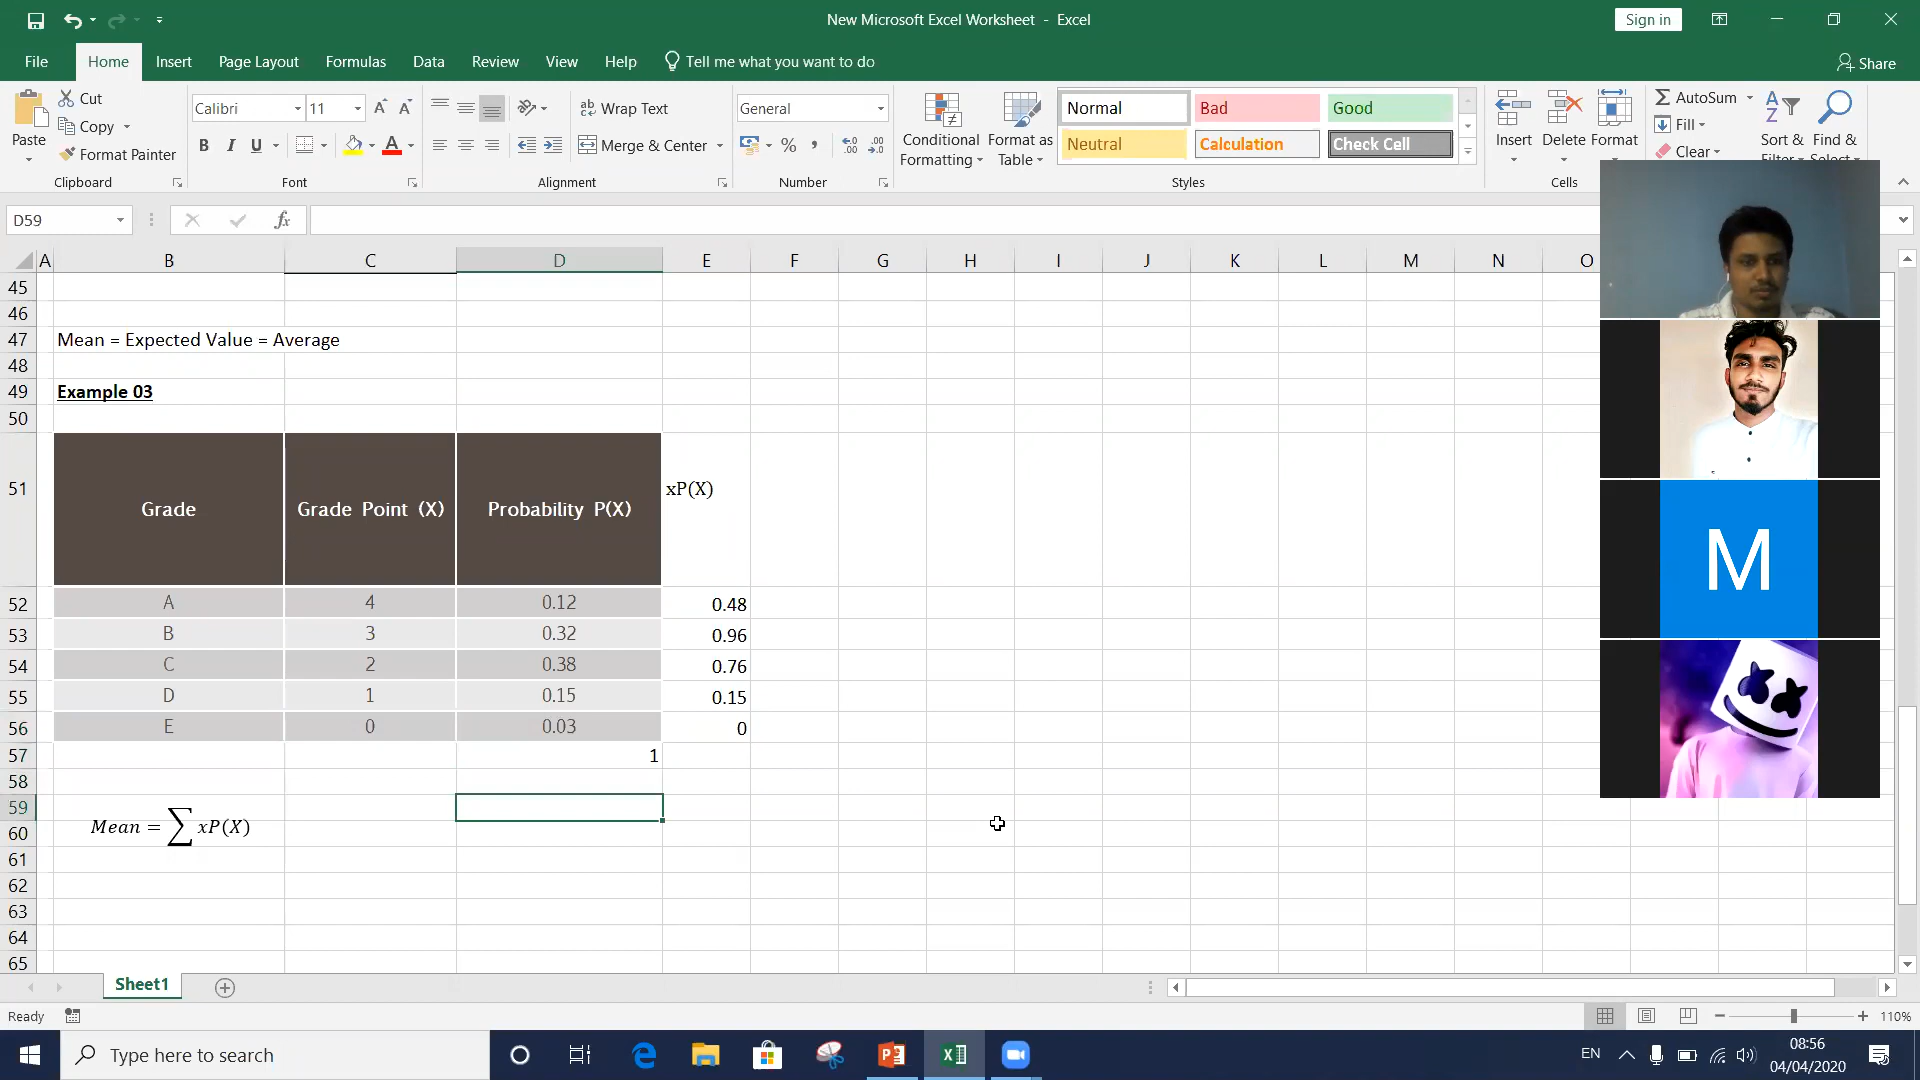 New Microsoft Excel Worksheet - Excel
Sign in
File Home Insert Page Layout Formulas Data Review View Help Tell me what you want to do Share
Paste
Cut
Copy
Format Painter
Clipboard
Calibri 11
B I U
Font
Wrap Text
Merge & Center
Alignment
General
Number
Conditional Formatting
Format as Table
Normal Bad Good
Neutral Calculation Check Cell
Styles
Insert Delete Format
Cells
AutoSum
Fill
Clear
Sort & Filter
Find & Select
D59
fx
A B C D E F G H I J K L M N O
45
46
47 Mean = Expected Value = Average
48
49 Example 03
50
51 Grade Grade Point (X) Probability P(X) xP(X)
52 A 4 0.12 0.48
53 B 3 0.32 0.96
54 C 2 0.38 0.76
55 D 1 0.15 0.15
56 E 0 0.03 0
57 1
58
59
60 Mean = ∑ xP(X)
61
62
63
64
65
M
Sheet1
Ready
110%
Type here to search
EN
08:56
04/04/2020